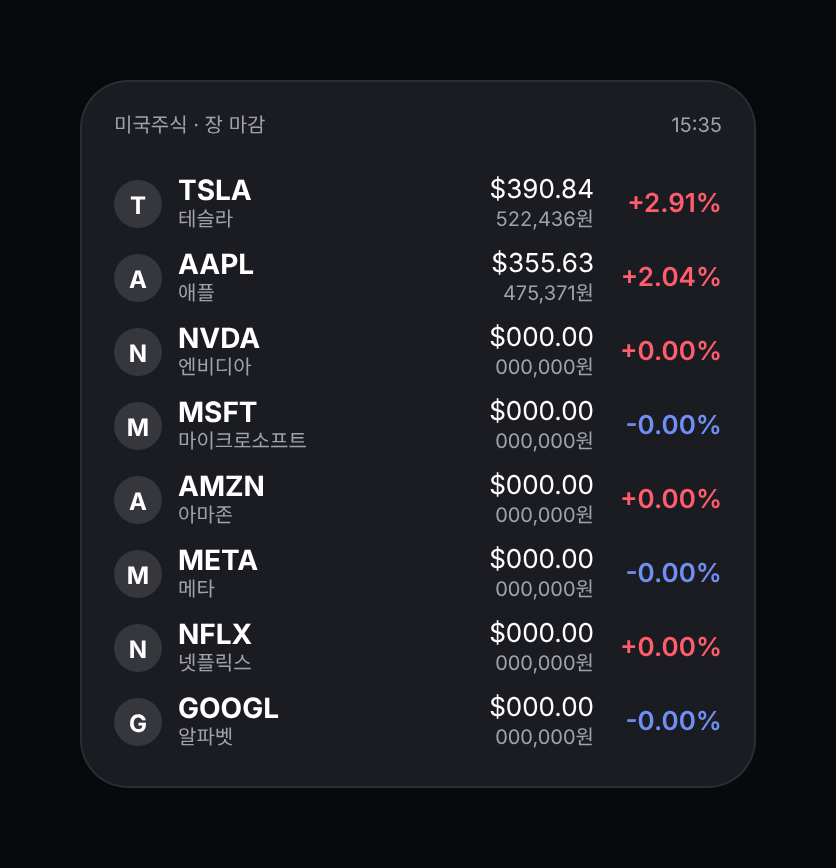 미국주식 · 장 마감 15:35
T TSLA $390.84 +2.91%
테슬라 522,436원
A AAPL $355.63 +2.04%
애플 475,371원
N NVDA $000.00 +0.00%
엔비디아 000,000원
M MSFT $000.00 -0.00%
마이크로소프트 000,000원
A AMZN $000.00 +0.00%
아마존 000,000원
M META $000.00 -0.00%
메타 000,000원
N NFLX $000.00 +0.00%
넷플릭스 000,000원
G GOOGL $000.00 -0.00%
알파벳 000,000원